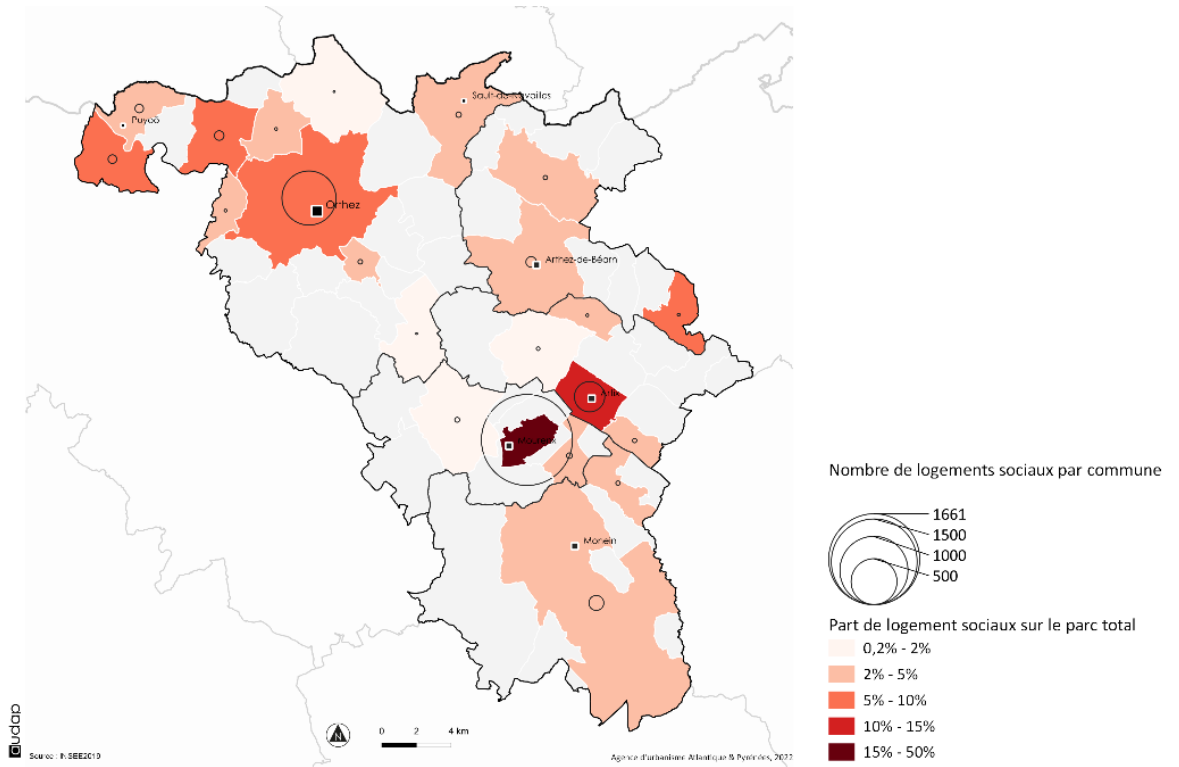 Sault-de-Navailles
Puyoô
Orthez
Arthez-de-Béarn
Artix
Mourenx
Monein
Nombre de logements sociaux par commune
1661
1500
1000
500
Part de logement sociaux sur le parc total
0,2% - 2%
2% - 5%
5% - 10%
10% - 15%
15% - 50%
0 2 4 km
audap
Source : INSEE2019
Agence d'urbanisme Atlantique & Pyrénées, 2022